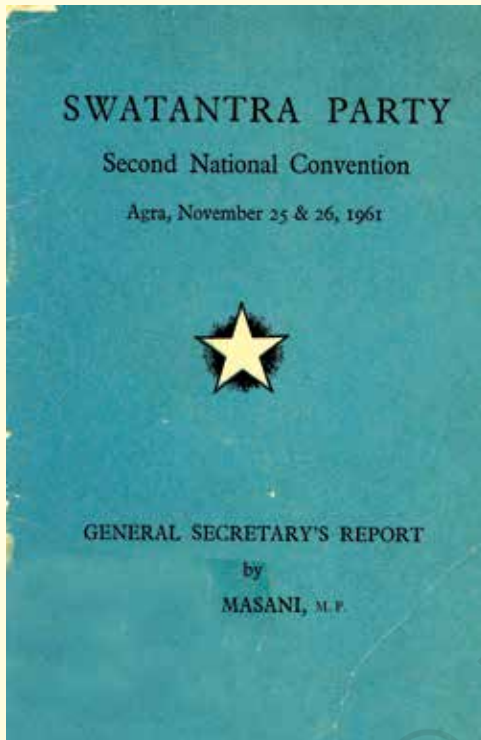 SWATANTRA PARTY
Second National Convention
Agra, November 25 & 26, 1961
GENERAL SECRETARY'S REPORT
by
MASANI, M. P.